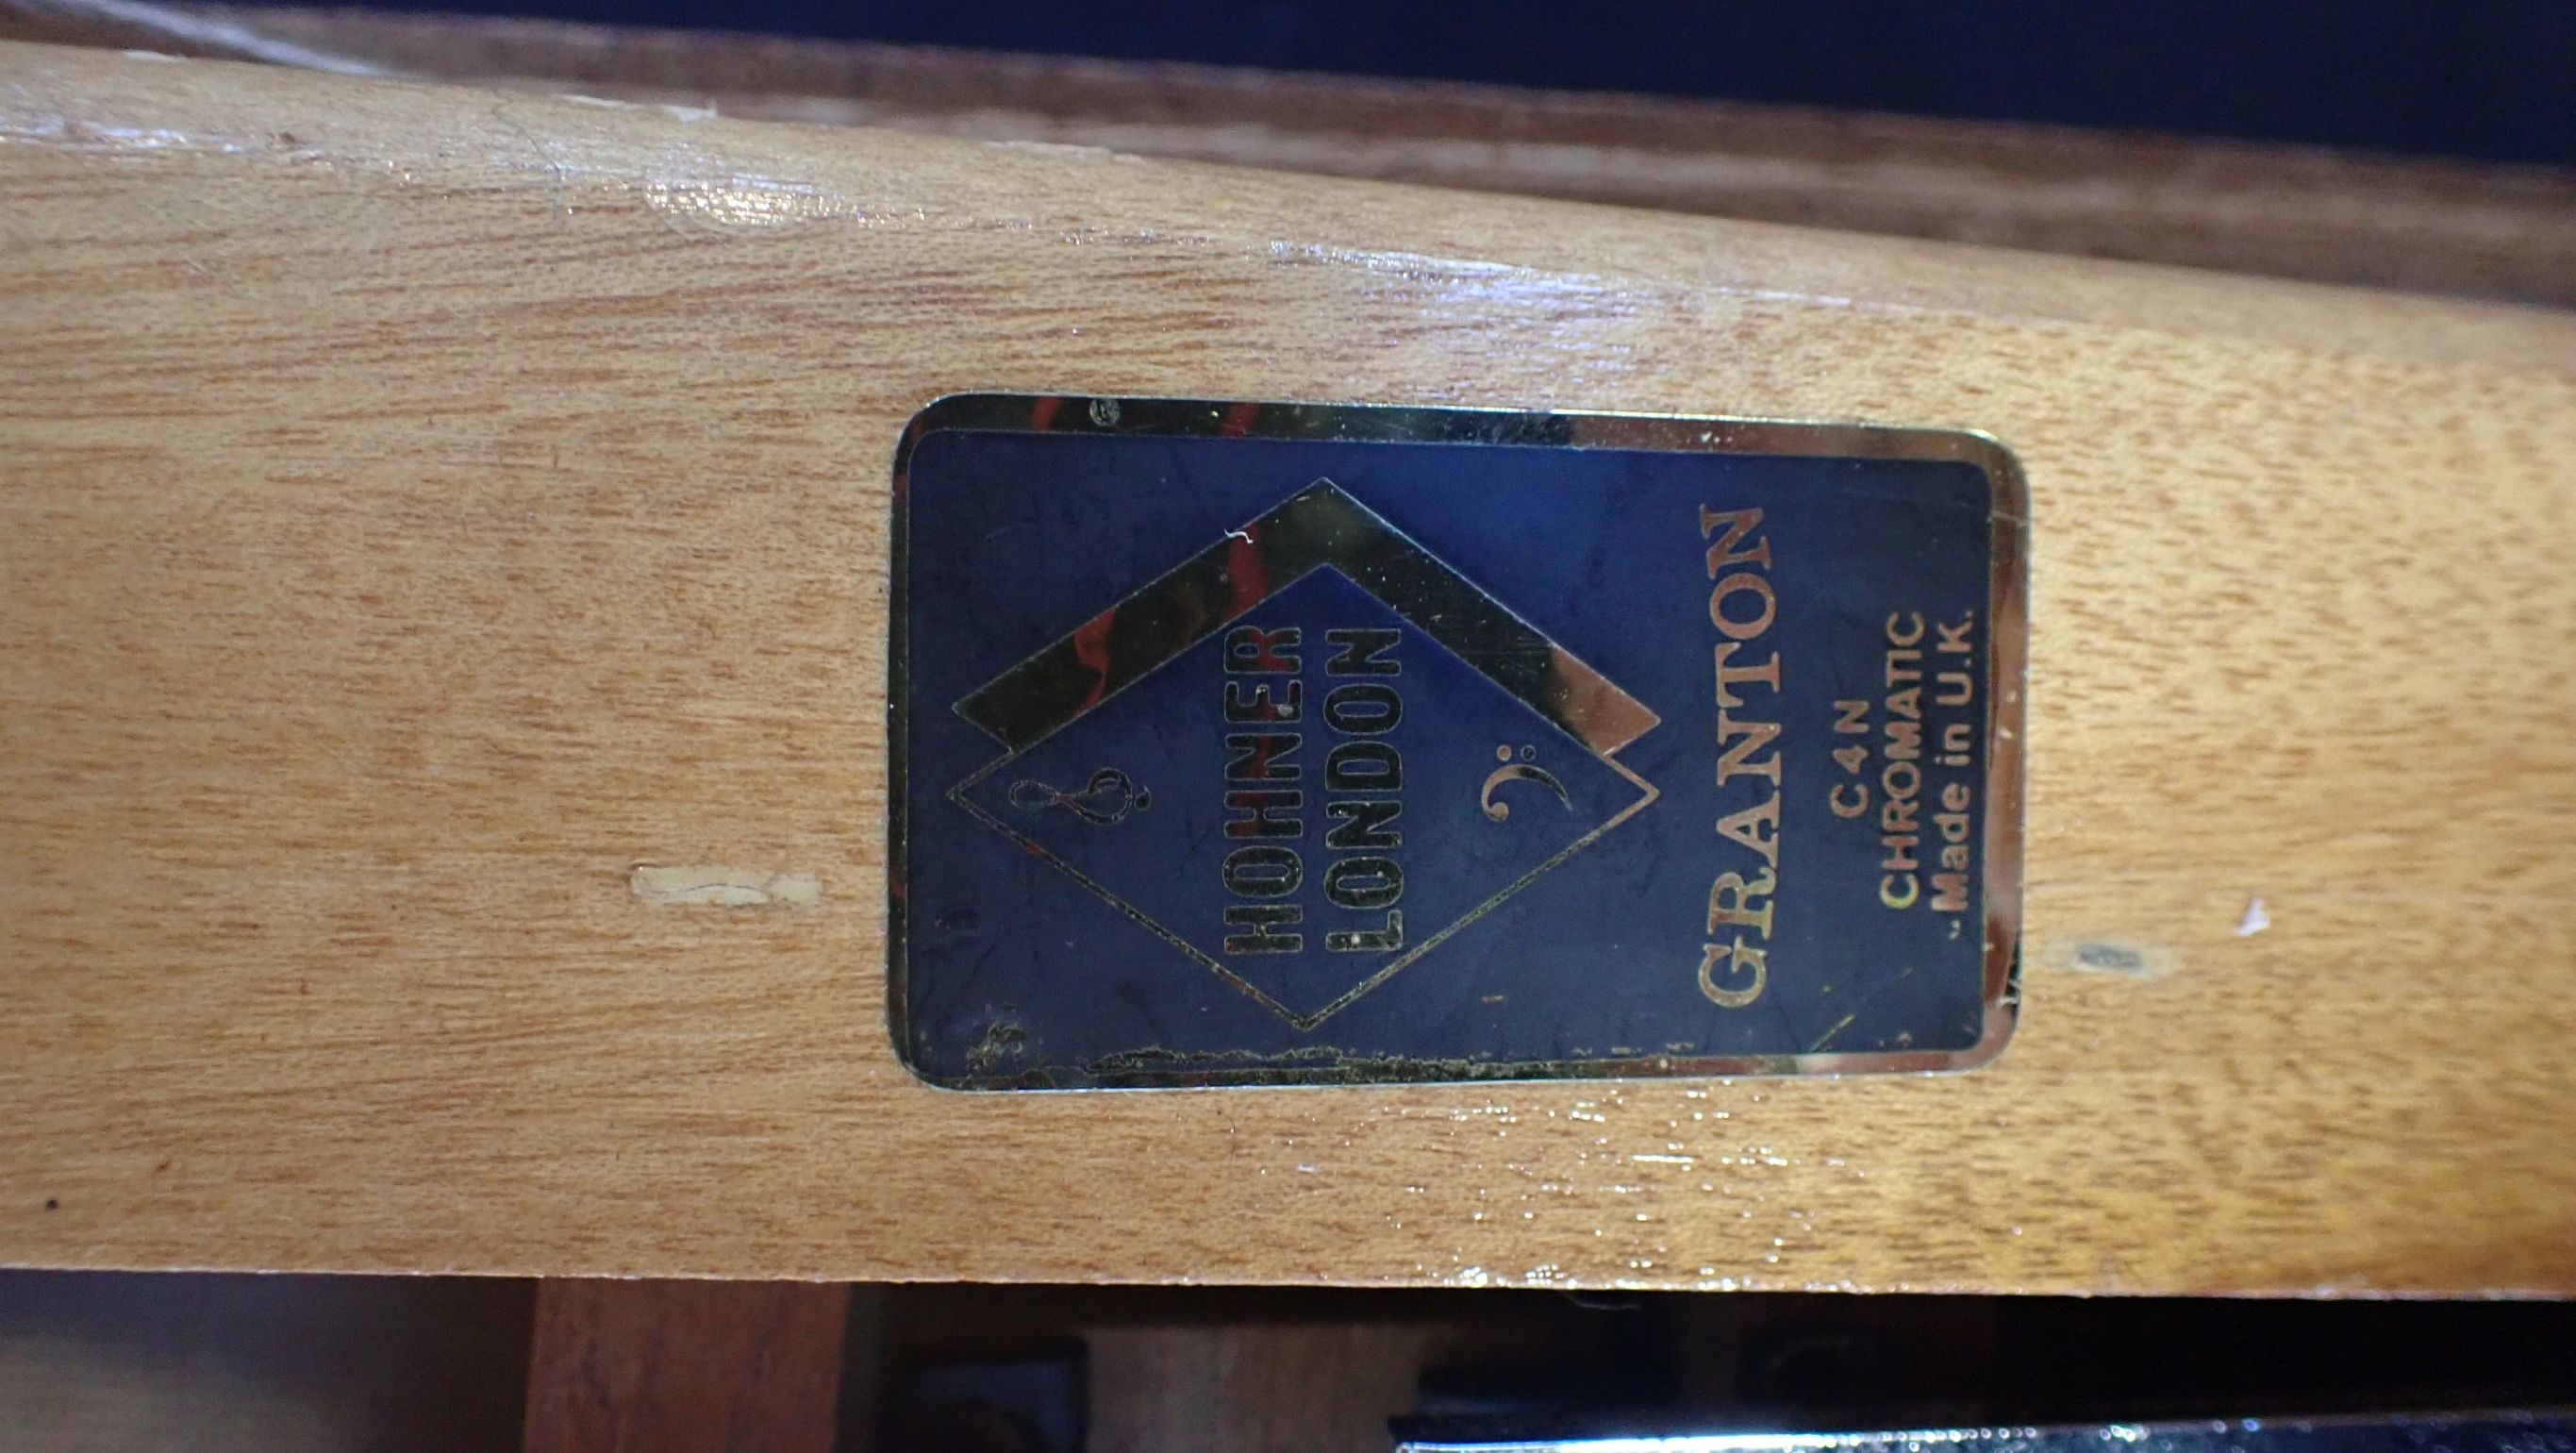 HOHNER
LONDON
GRANTON
C4N
CHROMATIC
Made in U.K.